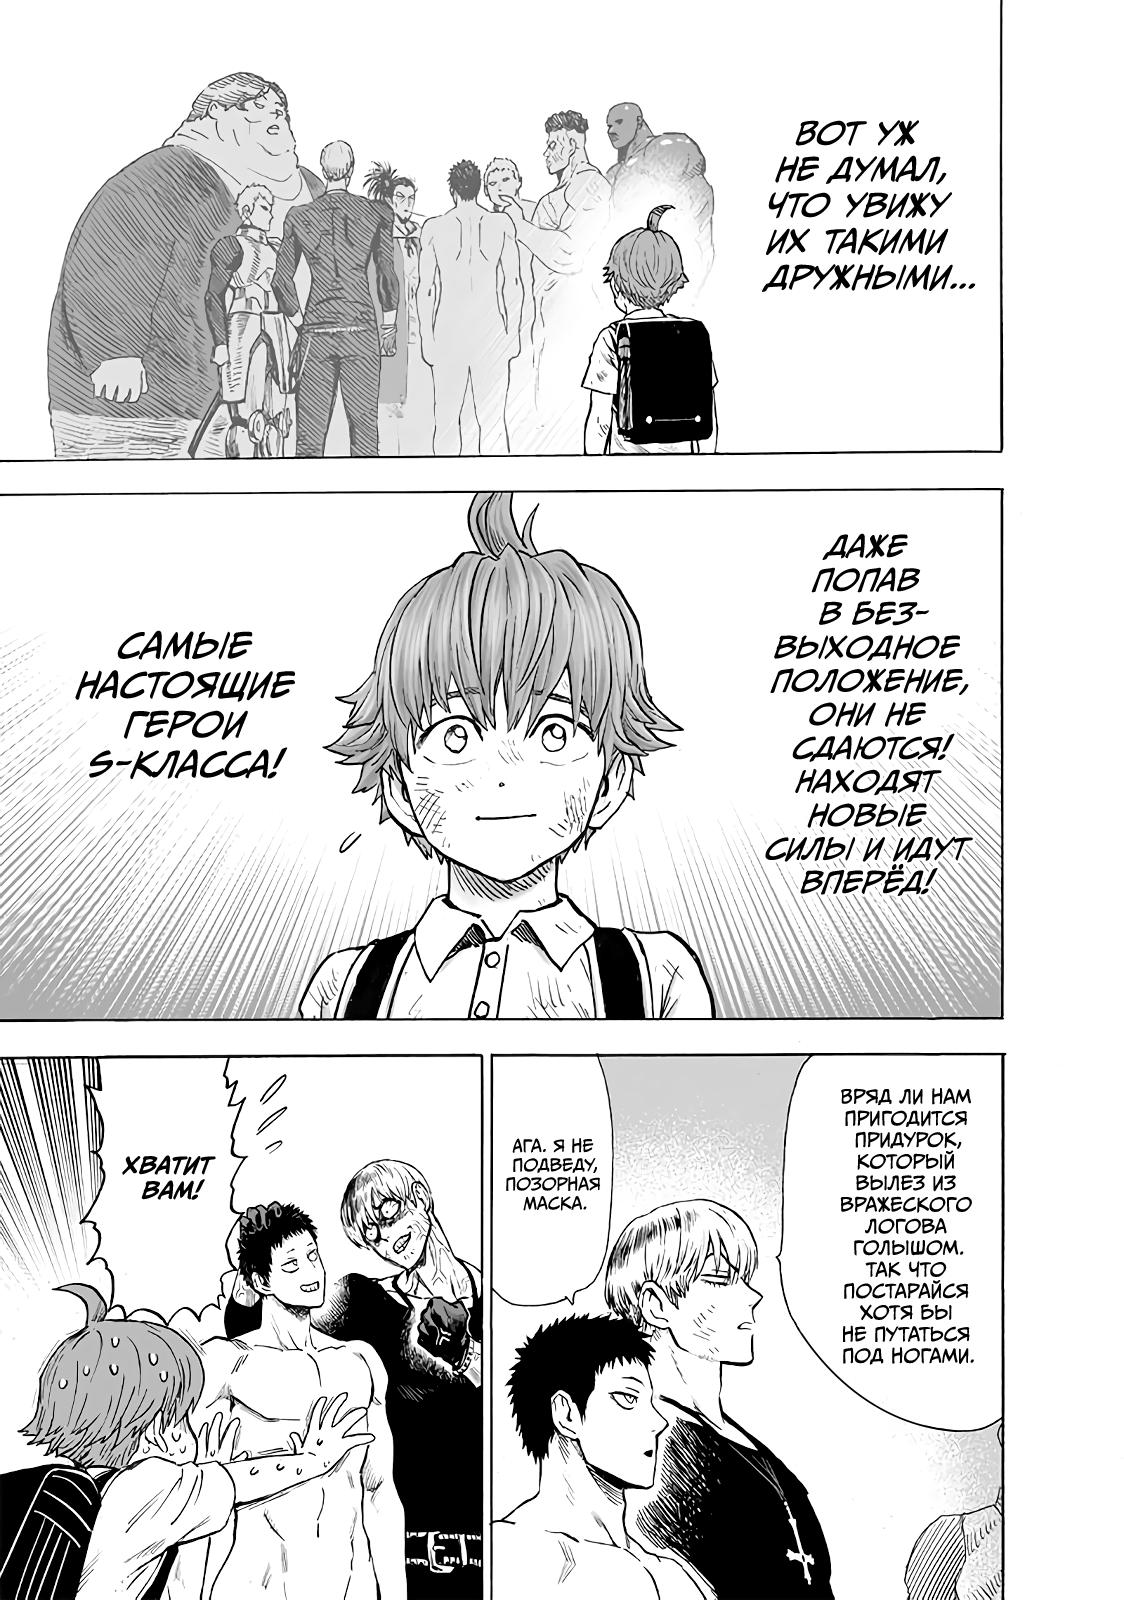 ВОТ УЖ
НЕ ДУМАЛ,
ЧТО УВИЖУ
ИХ ТАКИМИ
ДРУЖНЫМИ...
ДАЖЕ
ПОПАВ
В БЕЗ-
ВЫХОДНОЕ
ПОЛОЖЕНИЕ,
ОНИ НЕ
СДАЮТСЯ!
НАХОДЯТ
НОВЫЕ
СИЛЫ И ИДУТ
ВПЕРЁД!
САМЫЕ
НАСТОЯЩИЕ
ГЕРОИ
S-КЛАССА!
ВРЯД ЛИ НАМ
ПРИГОДИТСЯ
ПРИДУРОК,
КОТОРЫЙ
ВЫЛЕЗ ИЗ
ВРАЖЕСКОГО
ЛОГОВА
ГОЛЫШОМ.
ТАК ЧТО
ПОСТАРАЙСЯ
ХОТЯ БЫ
НЕ ПУТАТЬСЯ
ПОД НОГАМИ.
АГА. Я НЕ
ПОДВЕДУ,
ПОЗОРНАЯ
МАСКА.
ХВАТИТ
ВАМ!